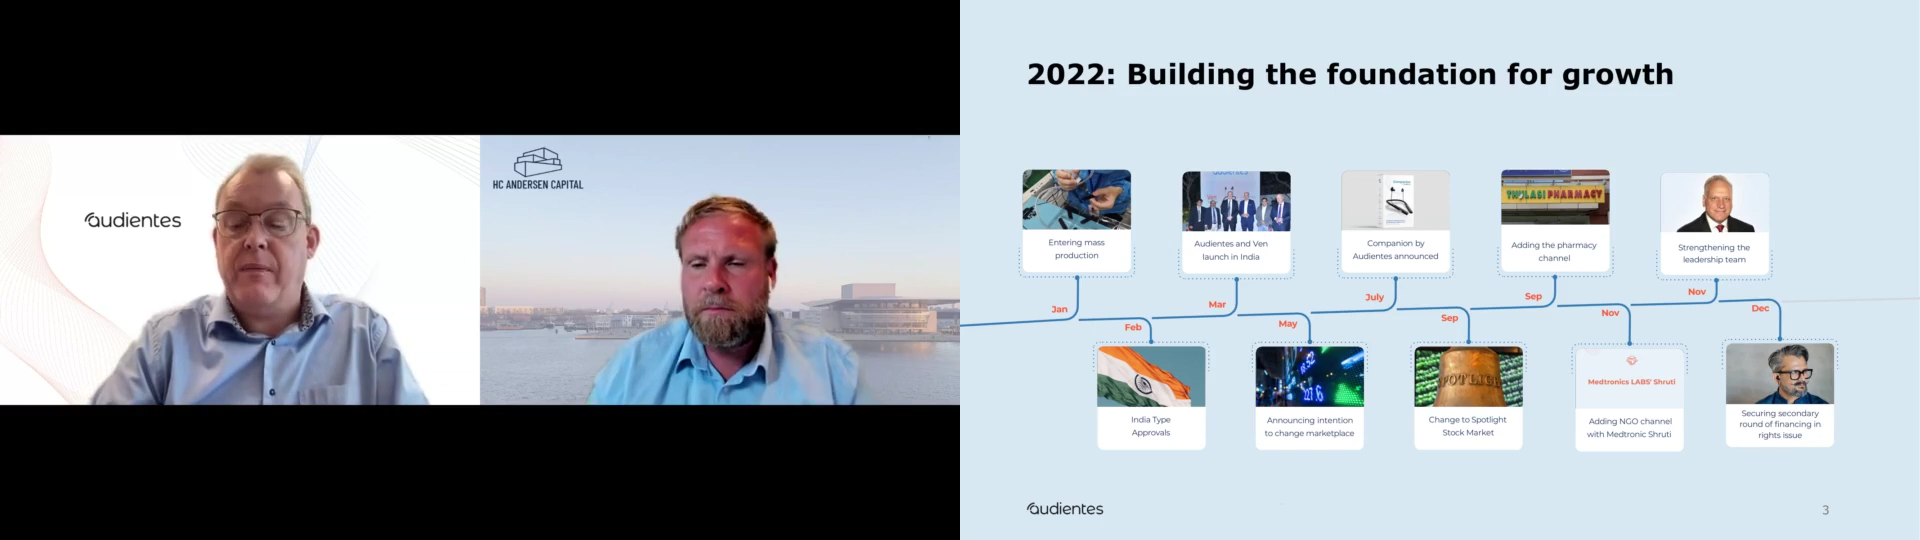 audientes
HC ANDERSEN CAPITAL
2022: Building the foundation for growth
audientes
THULASI PHARMACY
Entering mass
production
Audientes and Ven
launch in India
Companion by
Audientes announced
Adding the pharmacy
channel
Strengthening the
leadership team
Jan
Feb
Mar
May
July
Sep
Sep
Nov
Nov
Dec
SPOTLIGHT
Medtronics LABS' Shruti
India Type
Approvals
Announcing intention
to change marketplace
Change to Spotlight
Stock Market
Adding NGO channel
with Medtronic Shruti
Securing secondary
round of financing in
rights issue
audientes
3